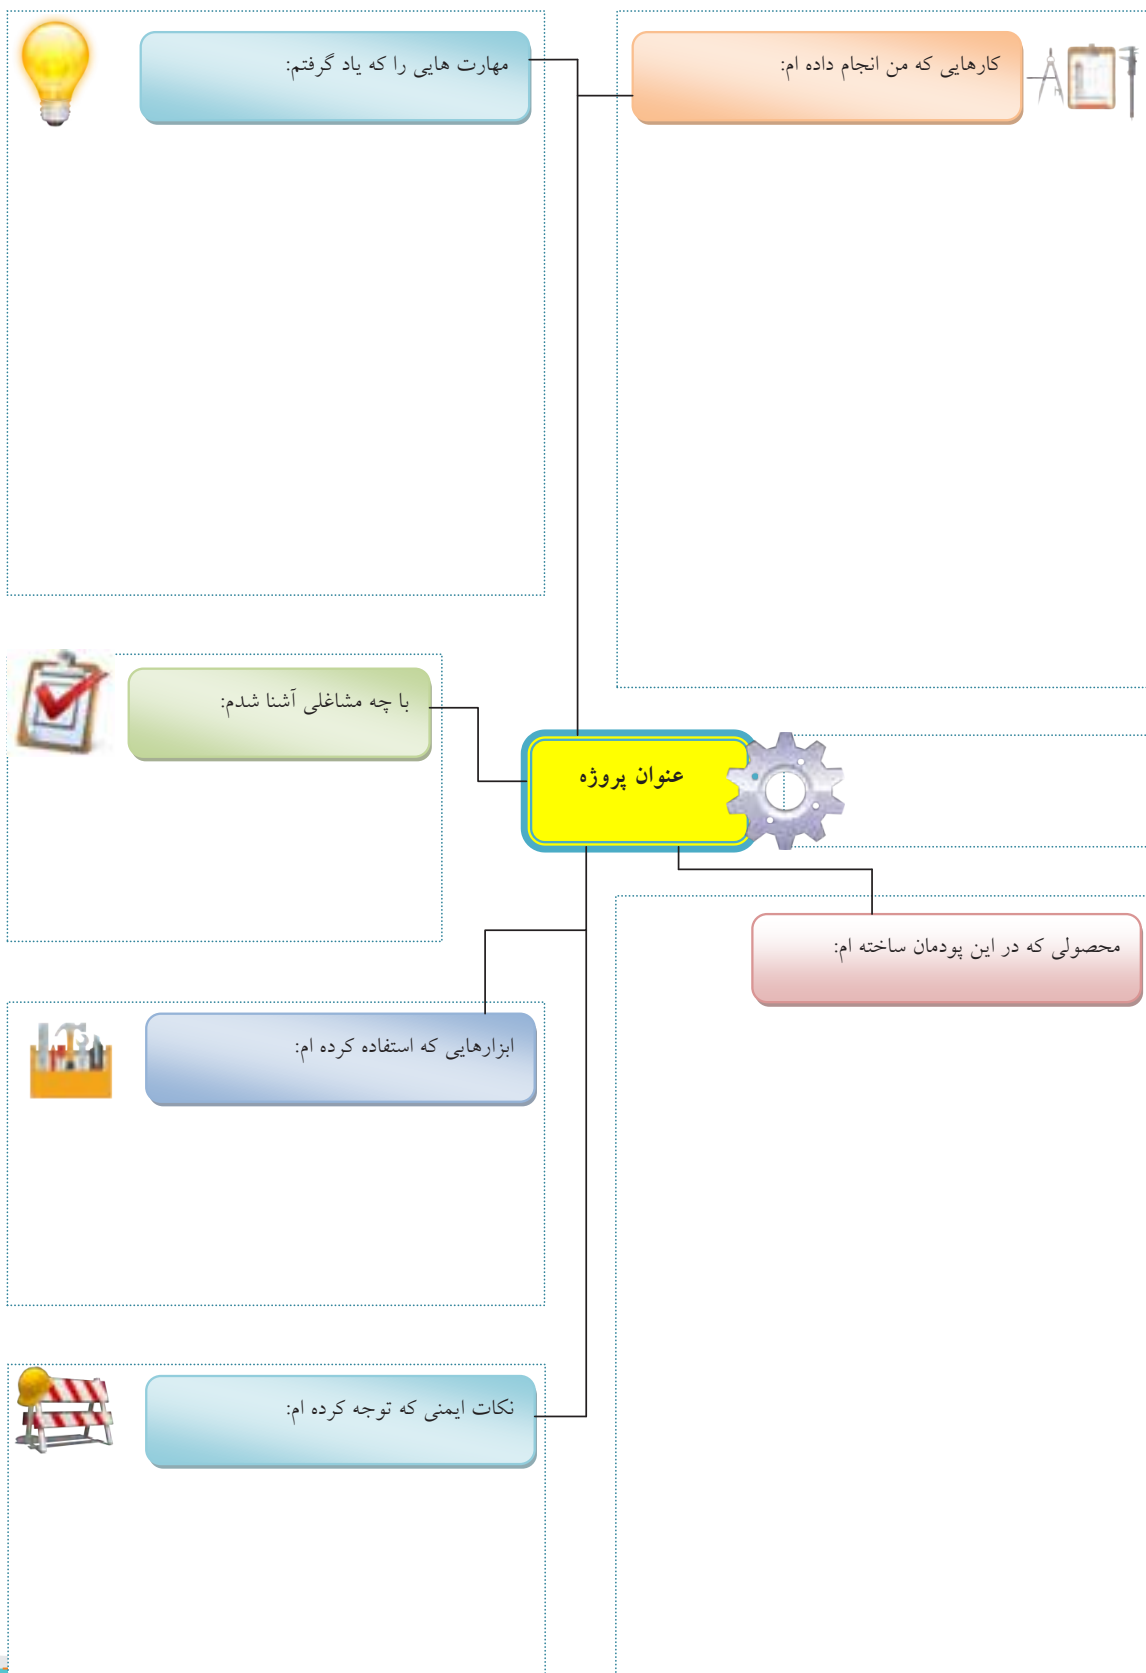 کارهایی که من انجام داده ام:
مهارت هایی را که یاد گرفتم:
با چه مشاغلی آشنا شدم:
عنوان پروژه
محصولی که در این پودمان ساخته ام:
ابزارهایی که استفاده کرده ام:
نکات ایمنی که توجه کرده ام: